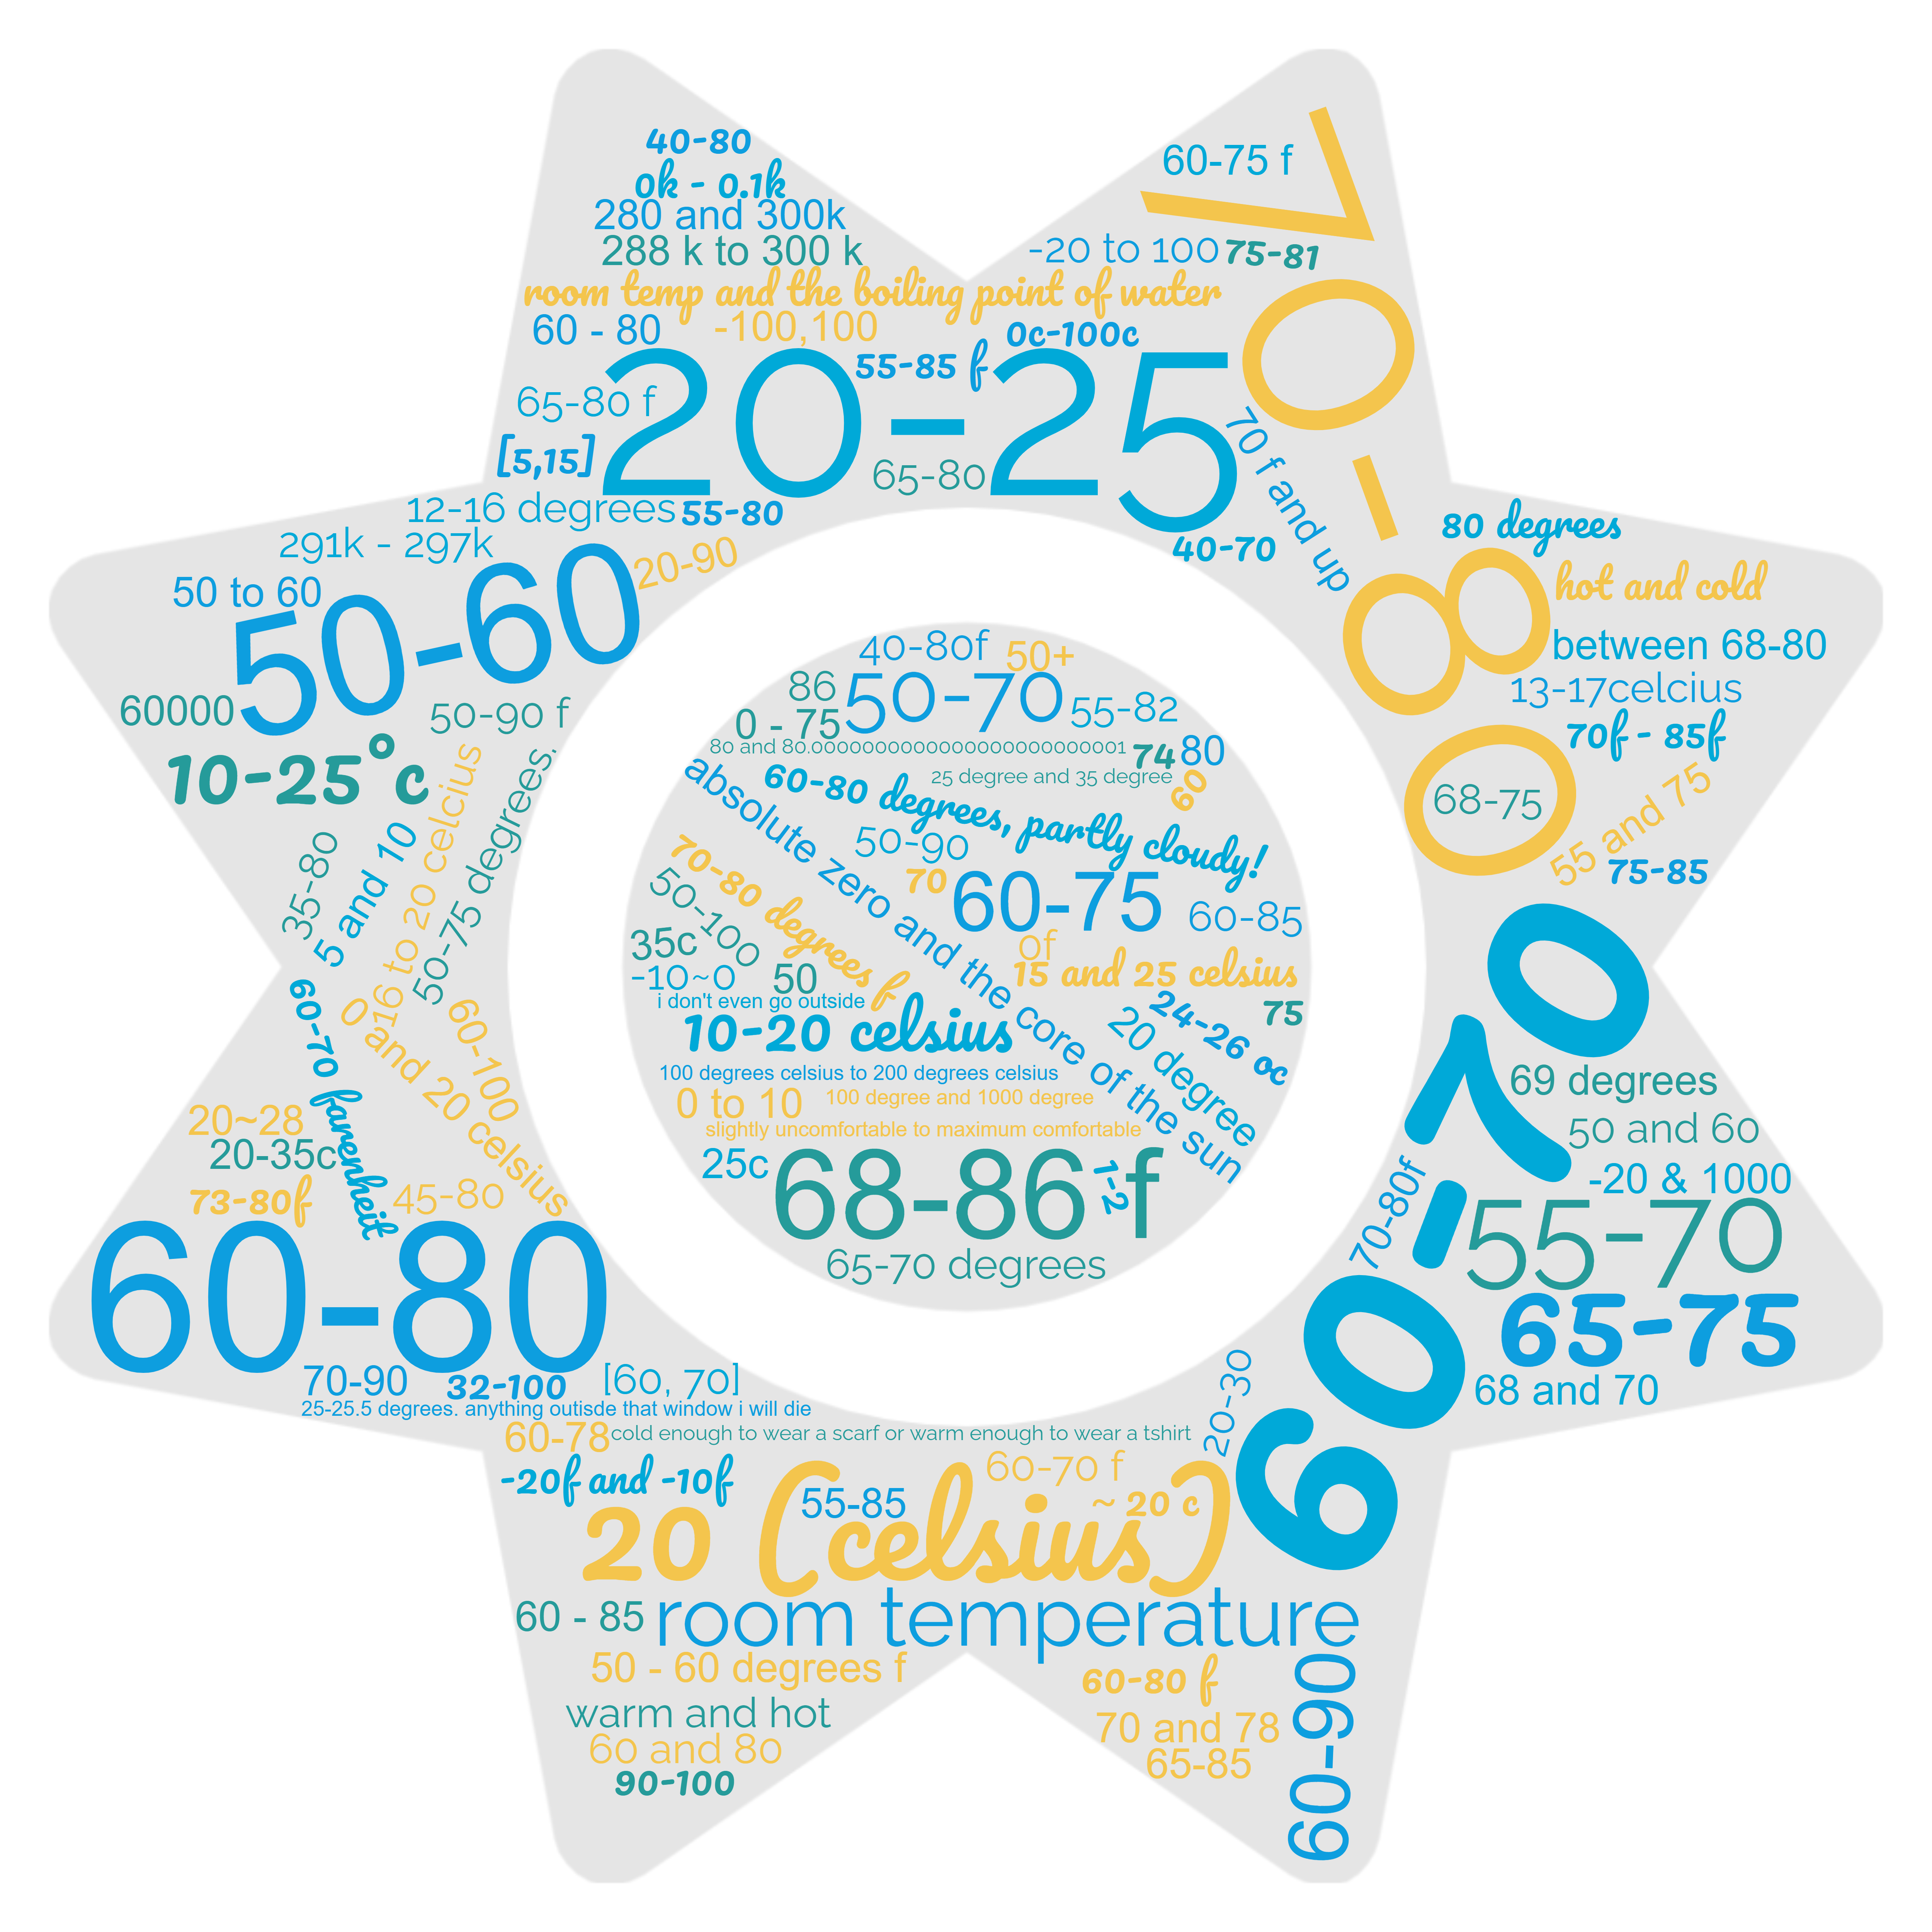 40-80
0k - 0.1k
280 and 300k
288 k to 300 k
room temp and the boiling point of water
60 - 80
-100,100
0c-100c
55-85 f
65-80 f
20-25
[5,15]
65-80
12-16 degrees
55-80
40-70
60-75 f
-20 to 100
75-81
70-80
70 f and up
291k - 297k
20-90
50 to 60
50-60
60000
50-90 f
10-25°c
80 degrees
hot and cold
between 68-80
13-17celcius
70f - 85f
68-75
55 and 75
75-85
40-80f
50+
86
50-70
55-82
0 - 75
80 and 80.0000000000000000000000001
74
80
25 degree and 35 degree
60
absolute zero and the core of the sun
60-80 degrees, partly cloudy!
50-90
70-80 degrees f
70
60-75
60-85
50-100
35c
of
15 and 25 celsius
-10~0
50
i don't even go outside
24-26 oc
75
10-20 celsius
20 degree
100 degrees celsius to 200 degrees celsius
0 to 10
100 degree and 1000 degree
slightly uncomfortable to maximum comfortable
25c
68-86 f
1-2
65-70 degrees
35-80
5 and 10
16 to 20 celcius
50-75 degrees.
60-70 farenheit
0 and 20 celsius
60-100
20~28
20-35c
73-80f
45-80
60-80
70-90
32-100
[60, 70]
25-25.5 degrees. anything outisde that window i will die
60-78
cold enough to wear a scarf or warm enough to wear a tshirt
60-70
69 degrees
50 and 60
-20 & 1000
70-80f
55-70
65-75
68 and 70
20-30
-20f and -10f
60-70 f
55-85
~ 20 c
20 (celsius)
60 - 85
room temperature
50 - 60 degrees f
60-80 f
warm and hot
70 and 78
60 and 80
65-85
90-100
60-90